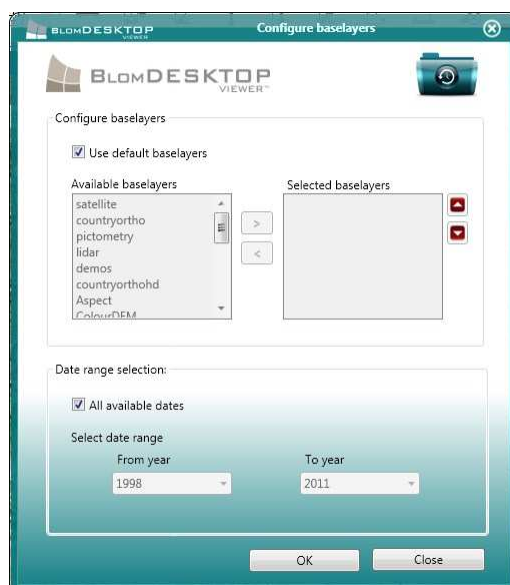 BLOMDESKTOP
VIEWER
Configure baselayers
BLOMDESKTOP
VIEWER™
Configure baselayers
Use default baselayers
Available baselayers
Selected baselayers
satellite
countryortho
pictometry
lidar
demos
countryorthohd
Aspect
ColourDEM
>
<
Date range selection:
All available dates
Select date range
From year
To year
1998
2011
OK
Close